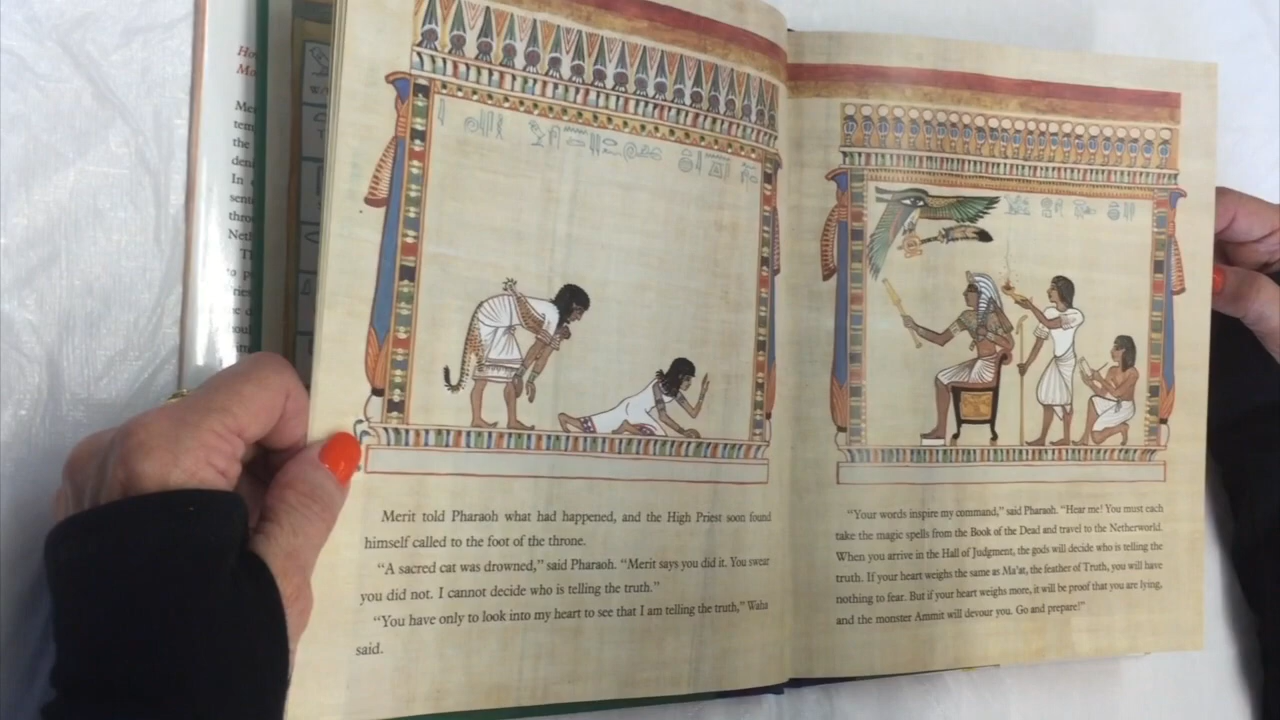 Merit told Pharaoh what had happened, and the High Priest soon found
himself called to the foot of the throne.
“A sacred cat was drowned,” said Pharaoh. “Merit says you did it. You swear
you did not. I cannot decide who is telling the truth.”
“You have only to look into my heart to see that I am telling the truth,” Waha
said.
“Your words inspire my command,” said Pharaoh. “Hear me! You must each
take the magic spells from the Book of the Dead and travel to the Netherworld.
When you arrive in the Hall of Judgment, the gods will decide who is telling the
truth. If your heart weighs the same as Ma'at, the feather of Truth, you will have
nothing to fear. But if your heart weighs more, it will be proof that you are lying,
and the monster Ammit will devour you. Go and prepare!”